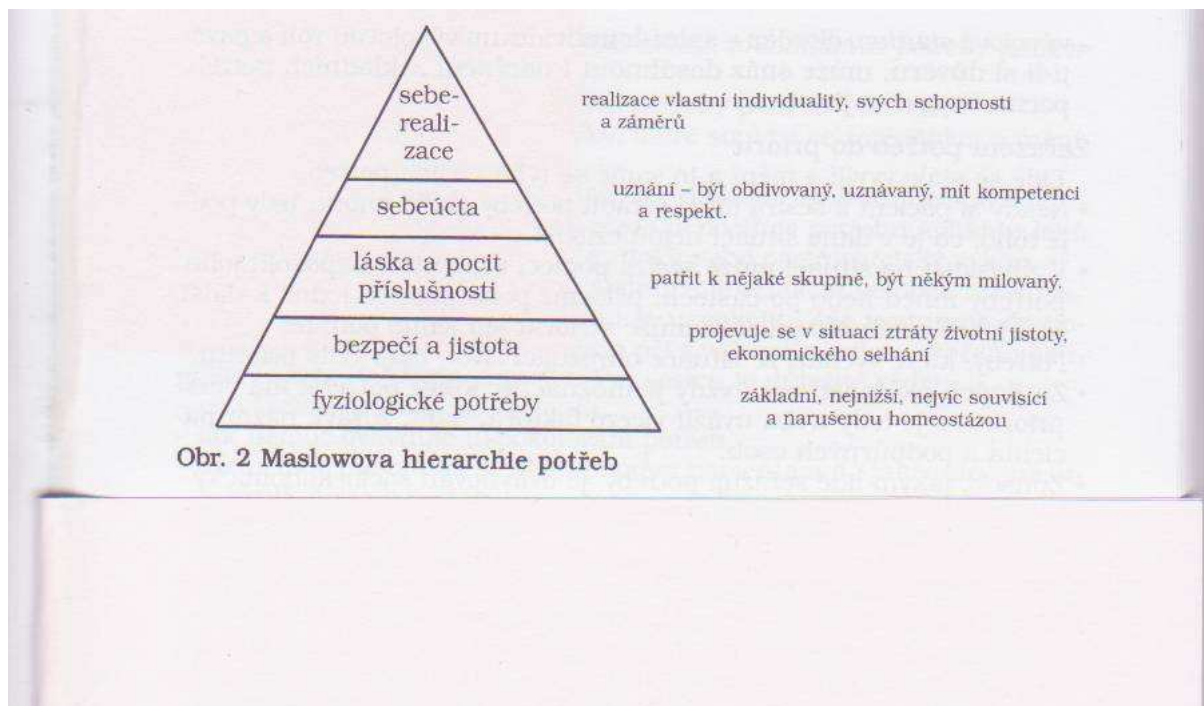 sebe-
reali-
zace
realizace vlastní individuality, svých schopností
a záměrů
sebeúcta
uznání – být obdivovaný, uznávaný, mít kompetenci
a respekt.
láska a pocit
příslušnosti
patřit k nějaké skupině, být někým milovaný.
bezpečí a jistota
projevuje se v situaci ztráty životní jistoty,
ekonomického selhání
fyziologické potřeby
základní, nejnižší, nejvíc souvisící
a narušenou homeostázou
Obr. 2 Maslowova hierarchie potřeb